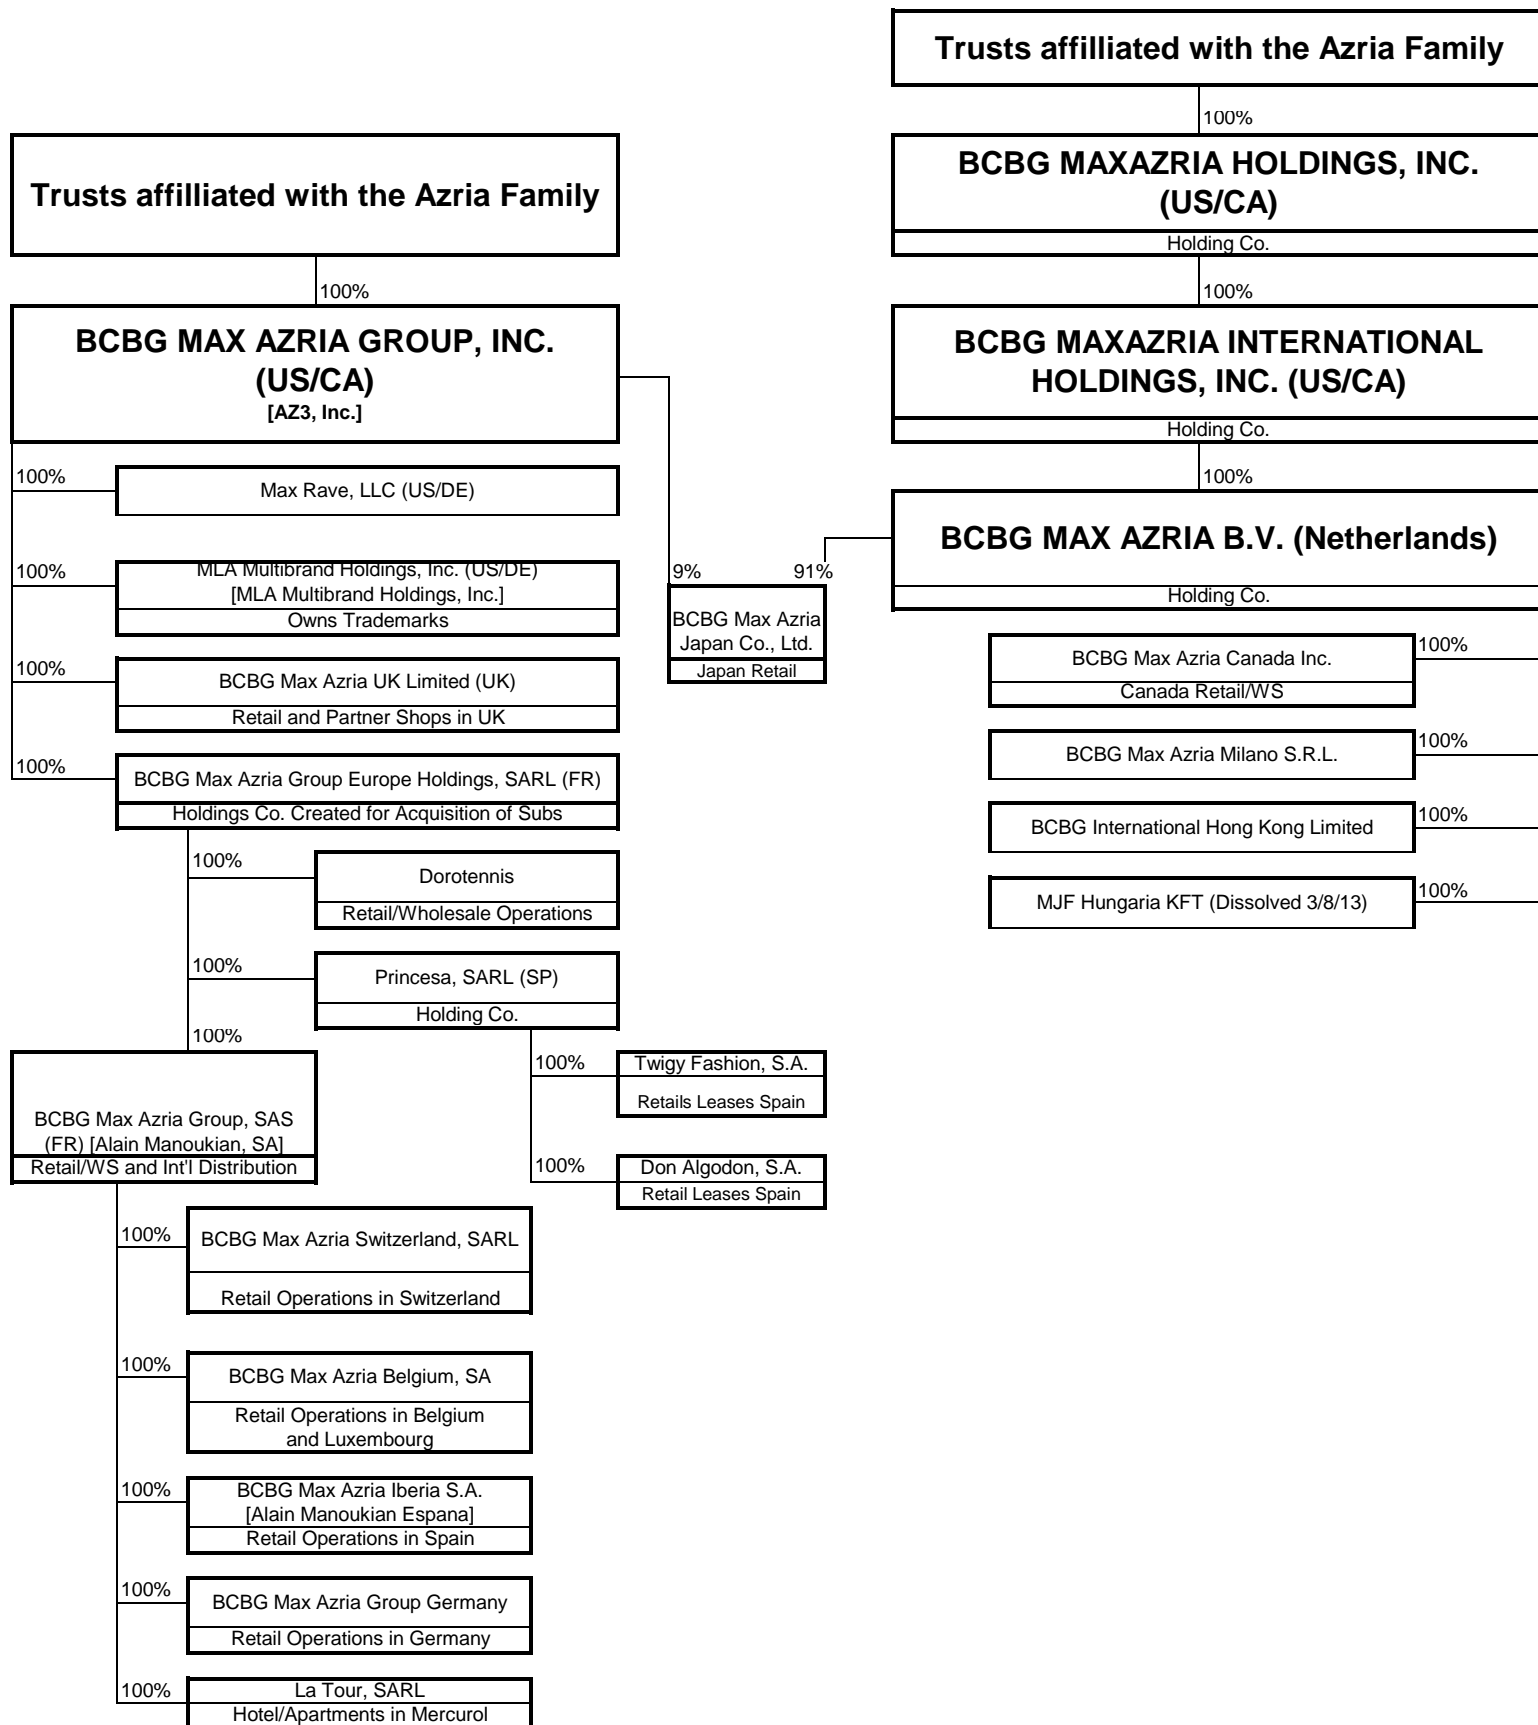 Trusts affilliated with the Azria Family
100%
BCBG MAXAZRIA HOLDINGS, INC.
(US/CA)
Holding Co.
100%
BCBG MAXAZRIA INTERNATIONAL
HOLDINGS, INC. (US/CA)
Holding Co.
100%
BCBG MAX AZRIA B.V. (Netherlands)
Holding Co.
100%
BCBG Max Azria Canada Inc.
Canada Retail/WS
100%
BCBG Max Azria Milano S.R.L.
100%
BCBG International Hong Kong Limited
100%
MJF Hungaria KFT (Dissolved 3/8/13)
Trusts affilliated with the Azria Family
100%
BCBG MAX AZRIA GROUP, INC.
(US/CA)
[AZ3, Inc.]
9% 91%
BCBG Max Azria
Japan Co., Ltd.
Japan Retail
100%
Max Rave, LLC (US/DE)
100%
MLA Multibrand Holdings, Inc. (US/DE)
[MLA Multibrand Holdings, Inc.]
Owns Trademarks
100%
BCBG Max Azria UK Limited (UK)
Retail and Partner Shops in UK
100%
BCBG Max Azria Group Europe Holdings, SARL (FR)
Holdings Co. Created for Acquisition of Subs
100%
Dorotennis
Retail/Wholesale Operations
100%
Princesa, SARL (SP)
Holding Co.
100%
Twigy Fashion, S.A.
Retails Leases Spain
100%
Don Algodon, S.A.
Retail Leases Spain
100%
BCBG Max Azria Group, SAS
(FR) [Alain Manoukian, SA]
Retail/WS and Int'l Distribution
100%
BCBG Max Azria Switzerland, SARL
Retail Operations in Switzerland
100%
BCBG Max Azria Belgium, SA
Retail Operations in Belgium
and Luxembourg
100%
BCBG Max Azria Iberia S.A.
[Alain Manoukian Espana]
Retail Operations in Spain
100%
BCBG Max Azria Group Germany
Retail Operations in Germany
100%
La Tour, SARL
Hotel/Apartments in Mercurol